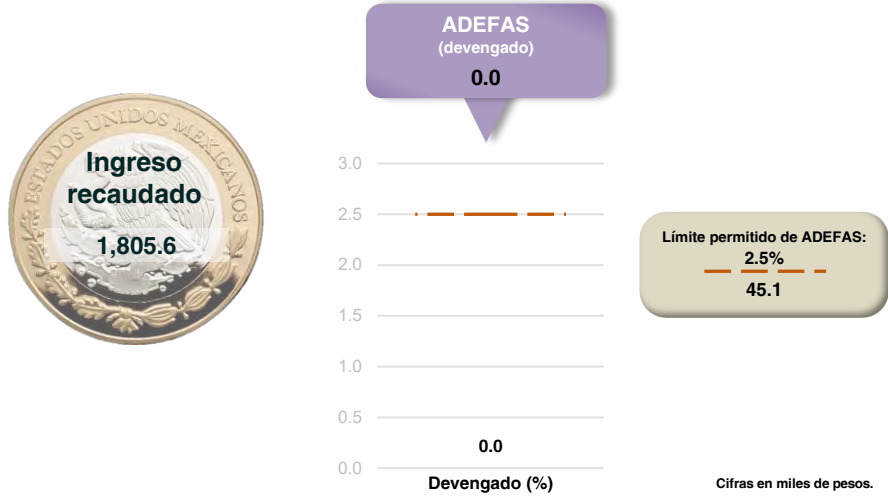 ADEFAS
(devengado)
0.0
ESTADOS UNIDOS MEXICANOS
Ingreso
recaudado
1,805.6
3.0
2.5
2.0
1.5
1.0
0.5
0.0
0.0
Devengado (%)
Límite permitido de ADEFAS:
2.5%
45.1
Cifras en miles de pesos.